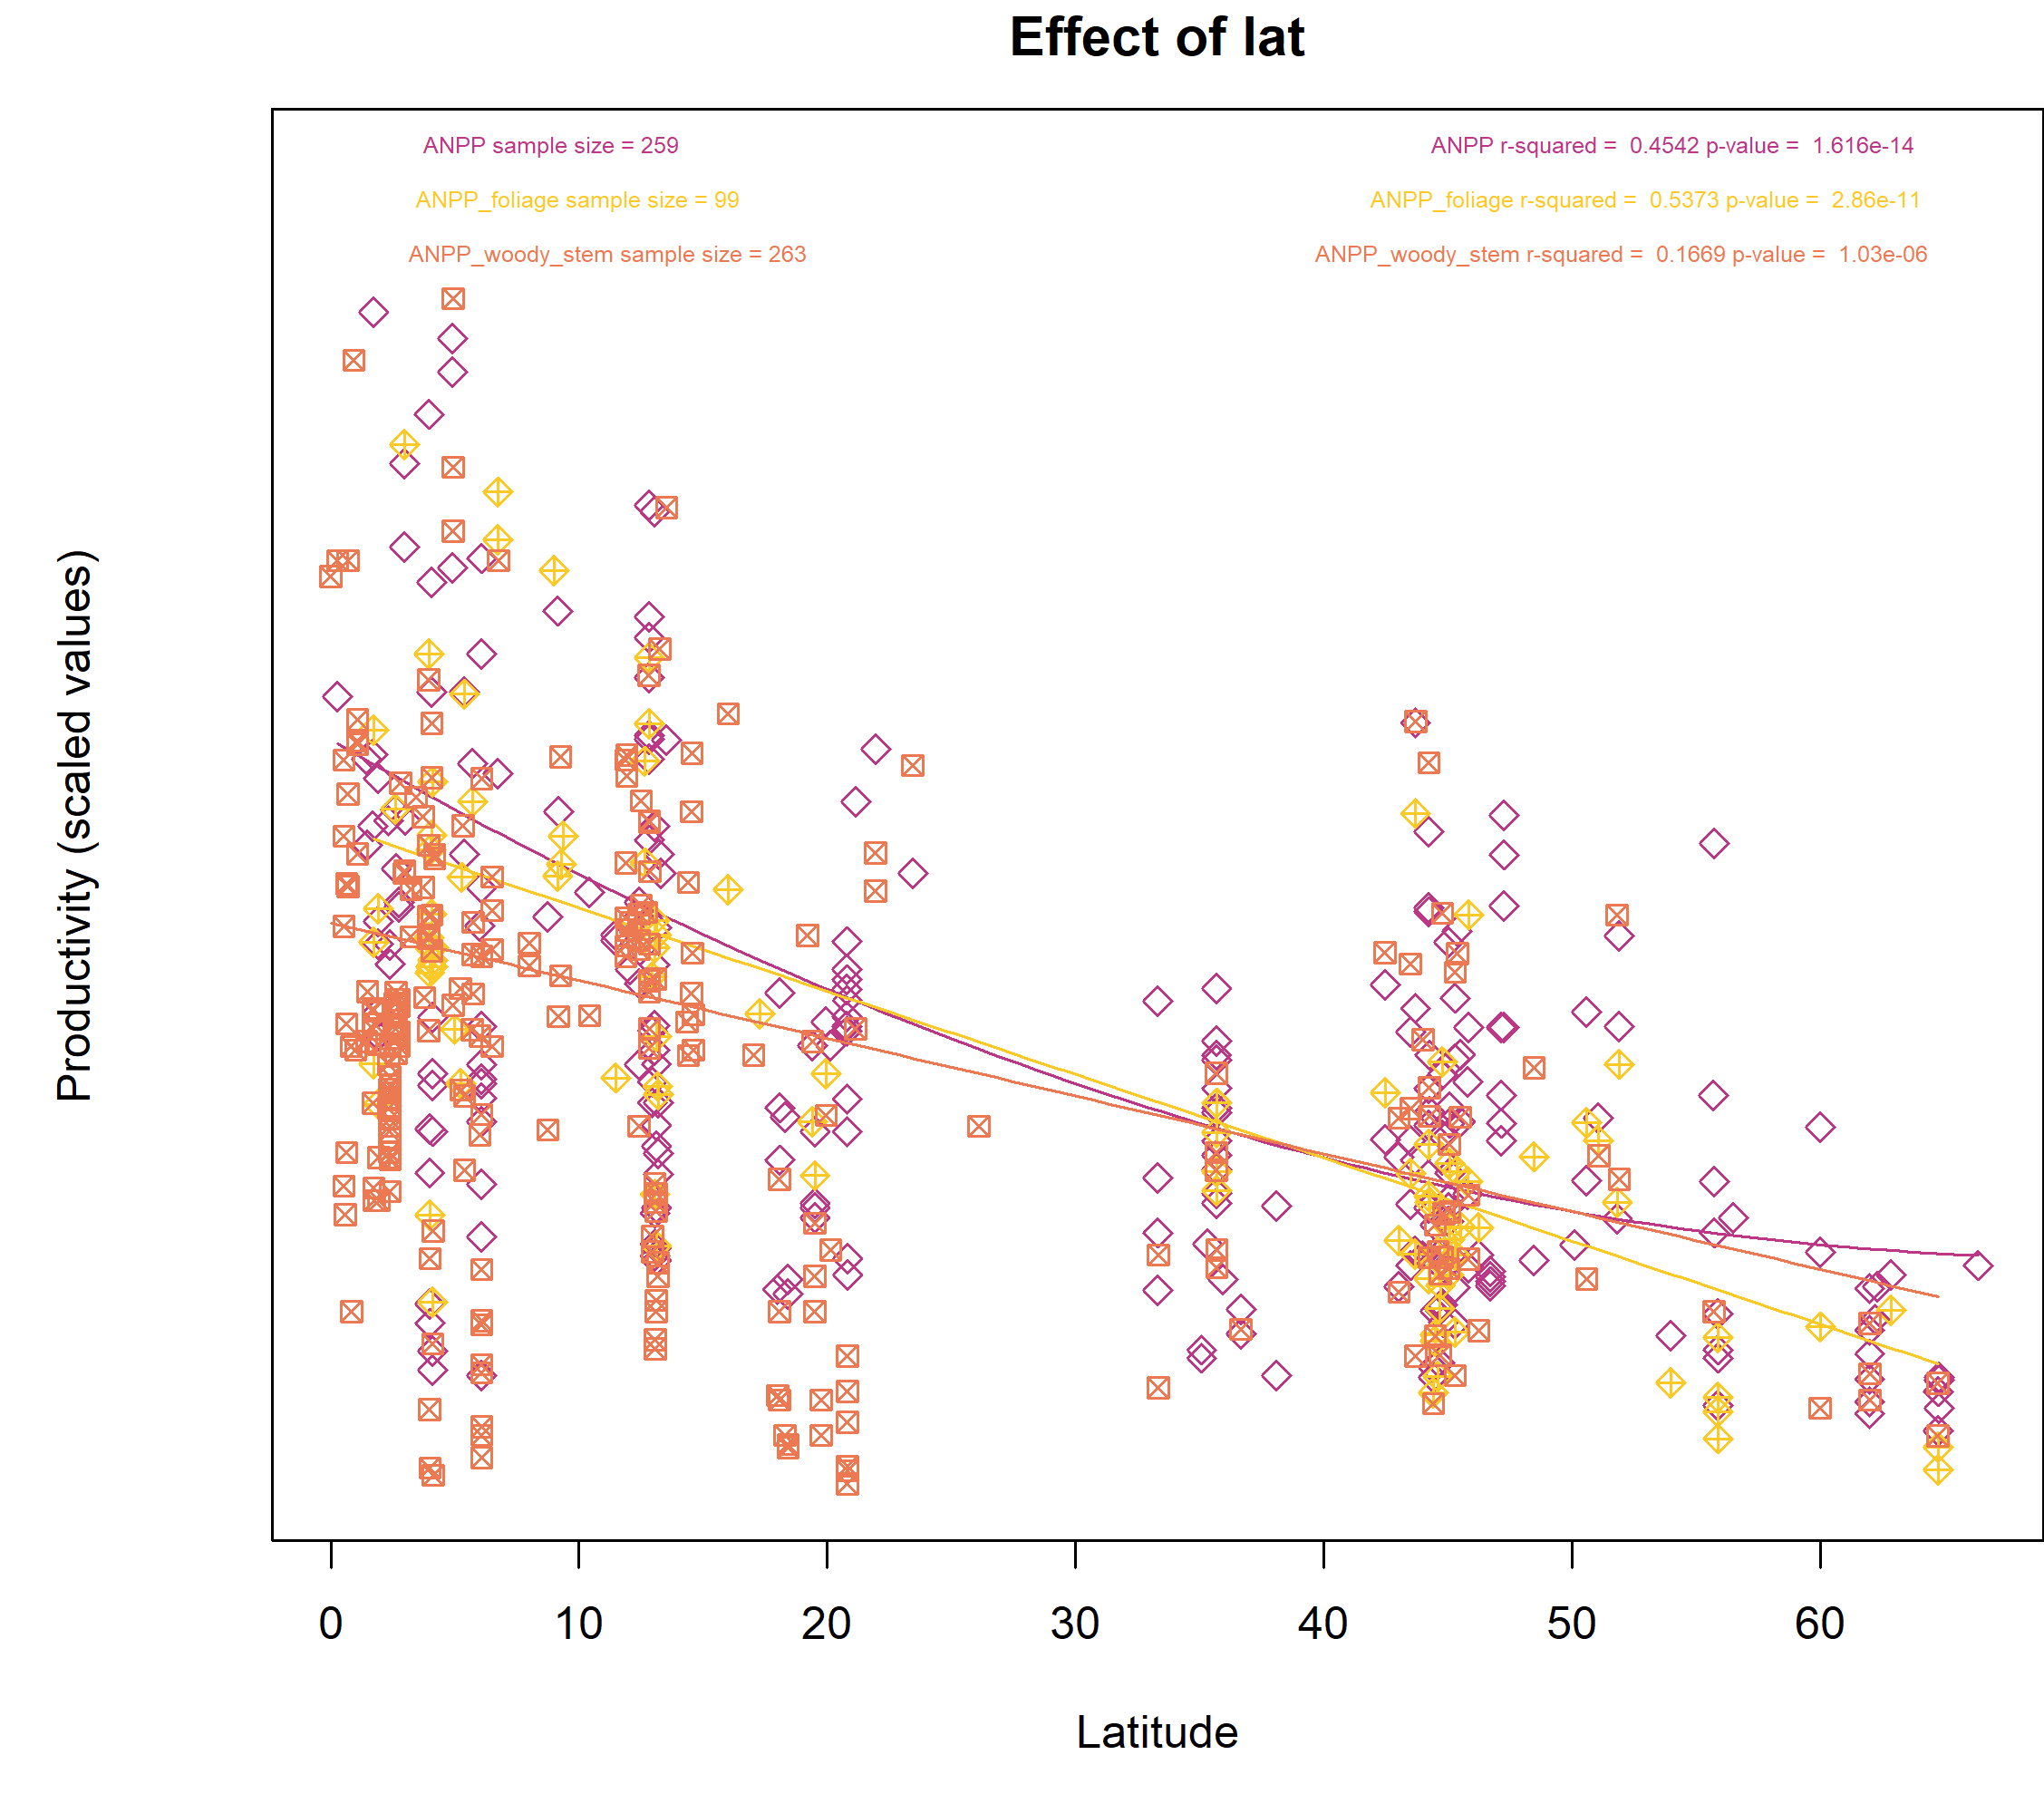 Effect of lat
ANPP sample size = 259
ANPP r-squared = 0.4542 p-value = 1.616e-14
ANPP_foliage sample size = 99
ANPP_foliage r-squared = 0.5373 p-value = 2.86e-11
ANPP_woody_stem sample size = 263
ANPP_woody_stem r-squared = 0.1669 p-value = 1.03e-06
Productivity (scaled values)
0 10 20 30 40 50 60
Latitude